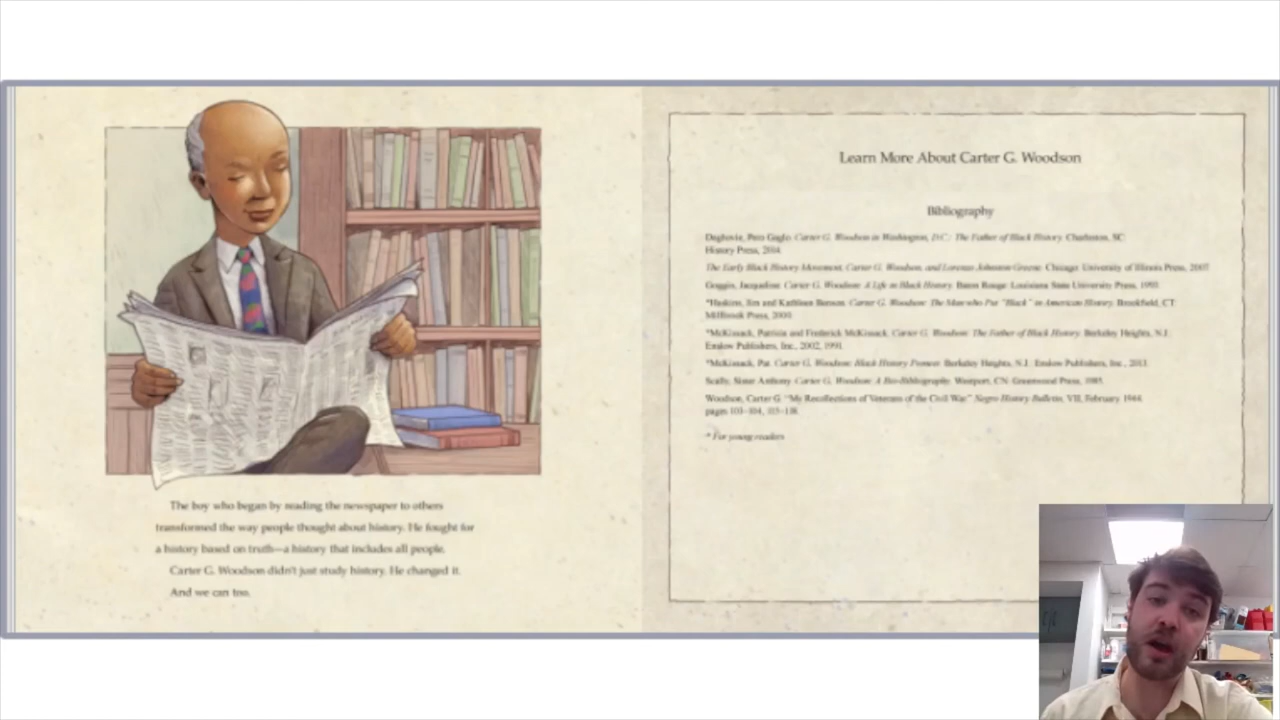 The boy who began by reading the newspaper to others
transformed the way people thought about history. He fought for
a history based on truth—a history that includes all people.
Carter G. Woodson didn't just study history. He changed it.
And we can too.
Learn More About Carter G. Woodson
Bibliography
Dagbovie, Pero Gaglo. Carter G. Woodson in Washington, D.C.: The Father of Black History. Charleston, SC:
History Press, 2014.
The Early Black History Movement, Carter G. Woodson, and Lorenzo Johnston Greene. Chicago: University of Illinois Press, 2007.
Goggin, Jacqueline. Carter G. Woodson: A Life in Black History. Baton Rouge: Louisiana State University Press, 1993.
*Haskins, Jim and Kathleen Benson. Carter G. Woodson: The Man who Put "Black" in American History. Brookfield, CT:
Millbrook Press, 2000.
*McKissack, Patricia and Frederick McKissack. Carter G. Woodson: The Father of Black History. Berkeley Heights, N.J.:
Enslow Publishers, Inc., 2002, 1991.
*McKissack, Pat. Carter G. Woodson: Black History Pioneer. Berkeley Heights, N.J.: Enslow Publishers, Inc., 2013.
Scally, Sister Anthony. Carter G. Woodson: A Bio-Bibliography. Westport, CN: Greenwood Press, 1985.
Woodson, Carter G. "My Recollections of Veterans of the Civil War." Negro History Bulletin, VII, February 1944.
pages 103–104, 115–118.
* For young readers